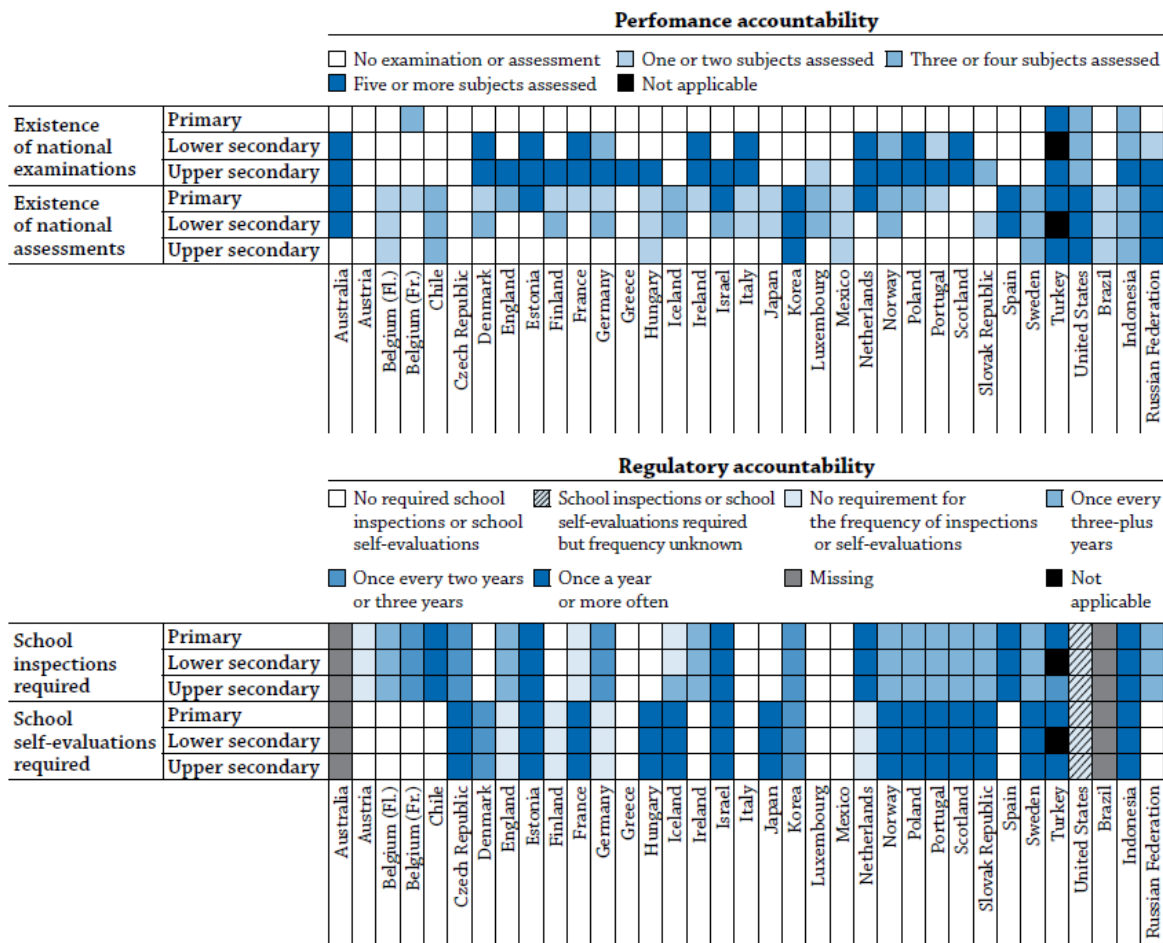 Perfomance accountability
No examination or assessment One or two subjects assessed Three or four subjects assessed
Five or more subjects assessed Not applicable
Existence
of national
examinations
Primary
Lower secondary
Upper secondary
Existence
of national
assessments
Primary
Lower secondary
Upper secondary
Australia
Austria
Belgium (Fl.)
Belgium (Fr.)
Chile
Czech Republic
Denmark
England
Estonia
Finland
France
Germany
Greece
Hungary
Iceland
Ireland
Israel
Italy
Japan
Korea
Luxembourg
Mexico
Netherlands
Norway
Poland
Portugal
Scotland
Slovak Republic
Spain
Sweden
Turkey
United States
Brazil
Indonesia
Russian Federation
Regulatory accountability
No required school
inspections or school
self-evaluations
School inspections or school
self-evaluations required
but frequency unknown
No requirement for
the frequency of inspections
or self-evaluations
Once every
three-plus
years
Once every two years
or three years
Once a year
or more often
Missing
Not
applicable
School
inspections
required
Primary
Lower secondary
Upper secondary
School
self-evaluations
required
Primary
Lower secondary
Upper secondary
Australia
Austria
Belgium (Fl.)
Belgium (Fr.)
Chile
Czech Republic
Denmark
England
Estonia
Finland
France
Germany
Greece
Hungary
Iceland
Ireland
Israel
Italy
Japan
Korea
Luxembourg
Mexico
Netherlands
Norway
Poland
Portugal
Scotland
Slovak Republic
Spain
Sweden
Turkey
United States
Brazil
Indonesia
Russian Federation